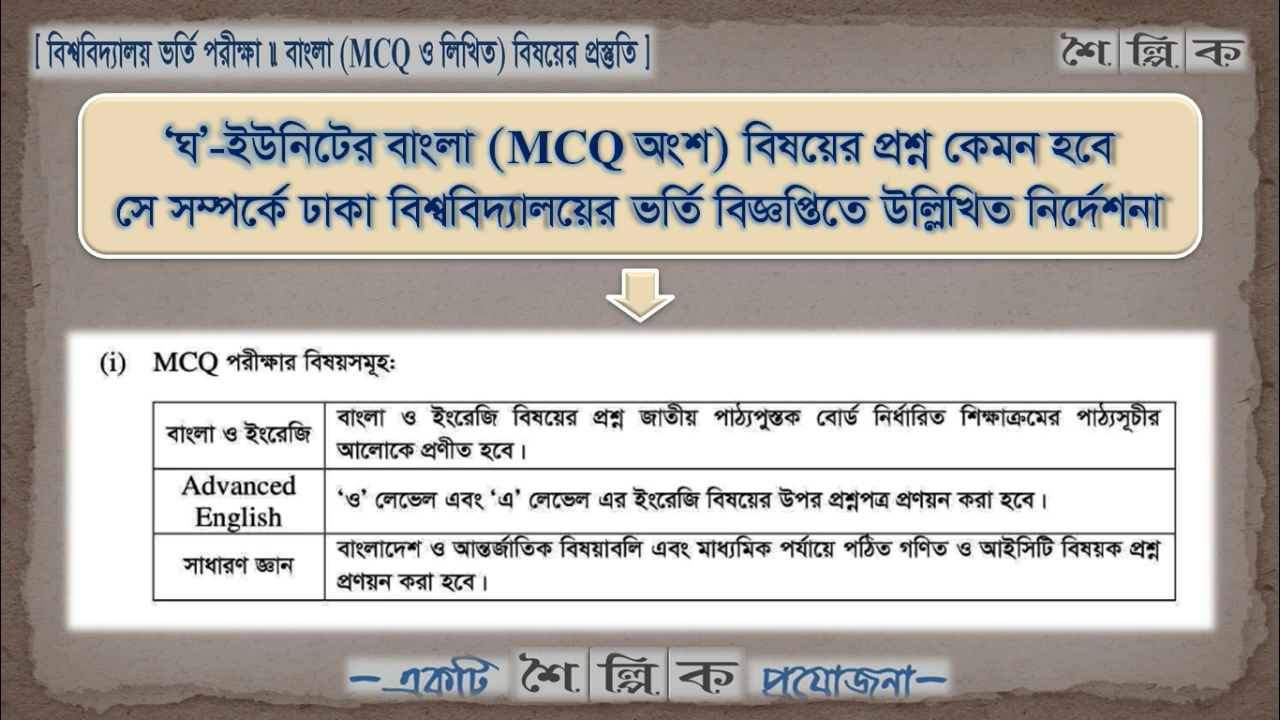 [ বিশ্ববিদ্যালয় ভর্তি পরীক্ষা ॥ বাংলা (MCQ ও লিখিত) বিষয়ের প্রস্তুতি ]
শৈল্পিক
‘ঘ’-ইউনিটের বাংলা (MCQ অংশ) বিষয়ের প্রশ্ন কেমন হবে
সে সম্পর্কে ঢাকা বিশ্ববিদ্যালয়ের ভর্তি বিজ্ঞপ্তিতে উল্লিখিত নির্দেশনা
(i) MCQ পরীক্ষার বিষয়সমূহ:
বাংলা ও ইংরেজি
বাংলা ও ইংরেজি বিষয়ের প্রশ্ন জাতীয় পাঠ্যপুস্তক বোর্ড নির্ধারিত শিক্ষাক্রমের পাঠ্যসূচীর
আলোকে প্রণীত হবে।
Advanced
English
‘ও’ লেভেল এবং ‘এ’ লেভেল এর ইংরেজি বিষয়ের উপর প্রশ্নপত্র প্রণয়ন করা হবে।
সাধারণ জ্ঞান
বাংলাদেশ ও আন্তর্জাতিক বিষয়াবলি এবং মাধ্যমিক পর্যায়ে পঠিত গণিত ও আইসিটি বিষয়ক প্রশ্ন
প্রণয়ন করা হবে।
–একটি শৈল্পিক প্রযোজনা–